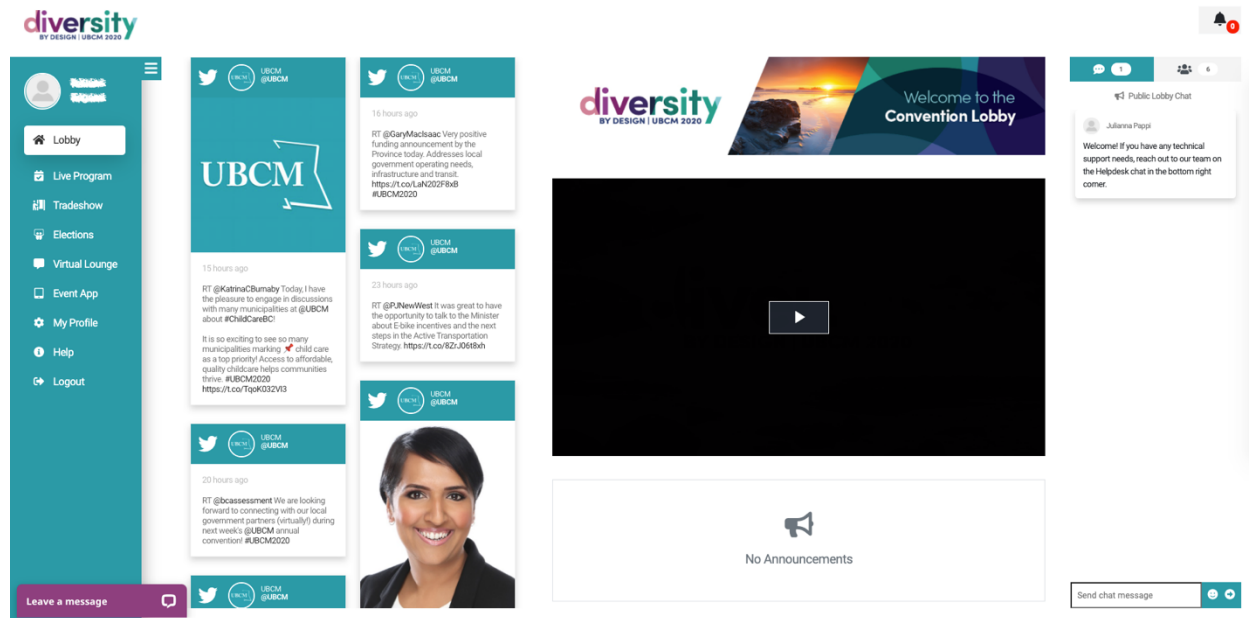 diversity
BY DESIGN | UBCM 2020
0
Lobby
Live Program
Tradeshow
Elections
Virtual Lounge
Event App
My Profile
Help
Logout
Leave a message
UBCM
@UBCM
UBCM
15 hours ago
RT @KatrinaCBurnaby Today, I have
the pleasure to engage in discussions
with many municipalities at @UBCM
about #ChildCareBC!
It is so exciting to see so many
municipalities marking 📌 child care
as a top priority! Access to affordable,
quality childcare helps communities
thrive. #UBCM2020
https://t.co/TqoK032VI3
UBCM
@UBCM
20 hours ago
RT @bcassessment We are looking
forward to connecting with our local
government partners (virtually!) during
next week's @UBCM annual
convention! #UBCM2020
UBCM
@UBCM
UBCM
@UBCM
16 hours ago
RT @GaryMacIsaac Very positive
funding announcement by the
Province today. Addresses local
government operating needs,
infrastructure and transit.
https://t.co/LaN202F8xB
#UBCM2020
UBCM
@UBCM
23 hours ago
RT @PJNewWest It was great to have
the opportunity to talk to the Minister
about E-bike incentives and the next
steps in the Active Transportation
Strategy. https://t.co/8ZrJ06t8xh
UBCM
@UBCM
diversity
BY DESIGN | UBCM 2020
Welcome to the
Convention Lobby
No Announcements
1
6
Public Lobby Chat
Julianna Pappi
Welcome! If you have any technical
support needs, reach out to our team on
the Helpdesk chat in the bottom right
corner.
Send chat message